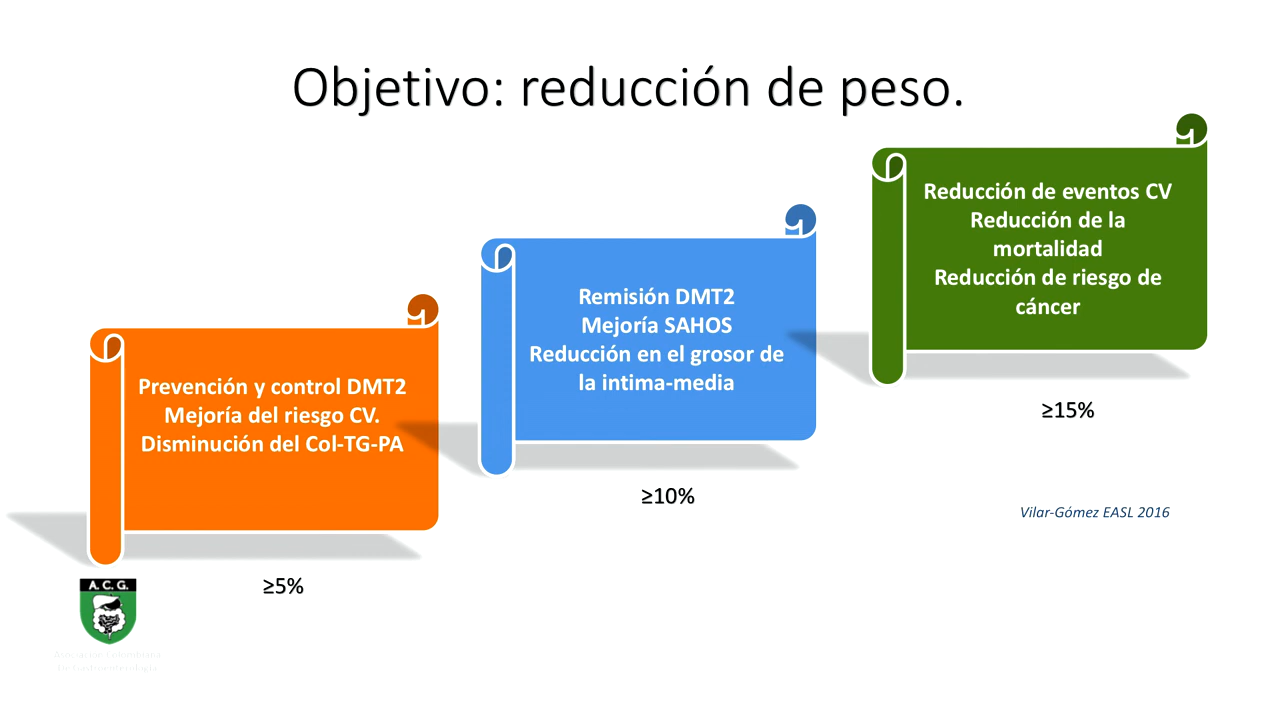 Objetivo: reducción de peso.
Reducción de eventos CV
Reducción de la
mortalidad
Reducción de riesgo de
cáncer
≥15%
Remisión DMT2
Mejoría SAHOS
Reducción en el grosor de
la intima-media
≥10%
Prevención y control DMT2
Mejoría del riesgo CV.
Disminución del Col-TG-PA
≥5%
Vilar-Gómez EASL 2016
A. C. G.